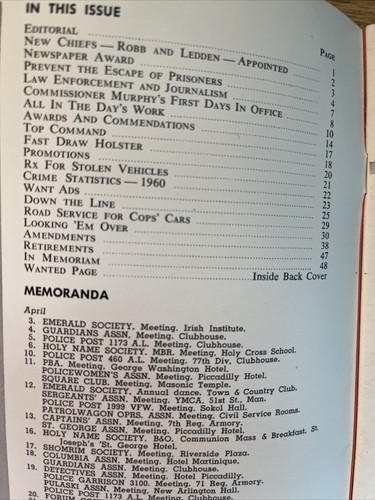 IN THIS ISSUE
PAGE
EDITORIAL 1
NEW CHIEFS — ROBB AND LEDDEN — APPOINTED 2
NEWSPAPER AWARD 3
PREVENT THE ESCAPE OF PRISONERS 4
LAW ENFORCEMENT AND JOURNALISM 7
COMMISSIONER MURPHY'S FIRST DAYS IN OFFICE 8
ALL IN THE DAY'S WORK 10
AWARDS AND COMMENDATIONS 14
TOP COMMAND 17
FAST DRAW HOLSTER 18
PROMOTIONS 20
RX FOR STOLEN VEHICLES 21
CRIME STATISTICS — 1960 22
WANT ADS 23
DOWN THE LINE 25
ROAD SERVICE FOR COPS' CARS 29
LOOKING 'EM OVER 30
AMENDMENTS 38
RETIREMENTS 47
IN MEMORIAM 48
WANTED PAGE Inside Back Cover
MEMORANDA
April
3. EMERALD SOCIETY. Meeting. Irish Institute.
4. GUARDIANS ASSN. Clubhouse.
5. POLICE POST 1173 A.L. Meeting. Clubhouse.
6. HOLY NAME SOCIETY. MBR. Meeting. Holy Cross School.
10. POLICE POST 460 A.L. Meeting. 77th Div. Clubhouse.
11. PBA. Meeting. George Washington Hotel.
POLICEWOMEN'S ASSN. Meeting. Piccadilly Hotel.
SQUARE CLUB. Meeting. Masonic Temple.
12. EMERALD SOCIETY. Annual dance. Town & Country Club.
SERGEANTS' ASSN. Meeting. YMCA. 51st St., Man.
POLICE POST 1999 VFW. Meeting. Sokol Hall.
PATROLWAGON OPRS. ASSN. Meeting. Civil Service Rooms.
13. CAPTAINS' ASSN. Meeting. 7th Reg. Armory.
ST. GEORGE ASSN. Meeting. Piccadilly Hotel.
16. HOLY NAME SOCIETY. B&Q. Communion Mass & Breakfast. St.
Joseph's 'St. George Hotel.
17. SHOMRIM SOCIETY. Meeting. Riverside Plaza.
18. COLUMBIA ASSN. Meeting. Hotel Martinique.
GUARDIANS ASSN. Meeting. Clubhouse.
19. DETECTIVES ASSN. Meeting. Hotel Piccadilly.
POLICE GARRISON 3100. Meeting. 71 Reg. Armory.
PULASKI ASSN. Meeting. New Arlington Hall.
POLICE POST 1173 A.L. Meeting. Clubhouse.
20.